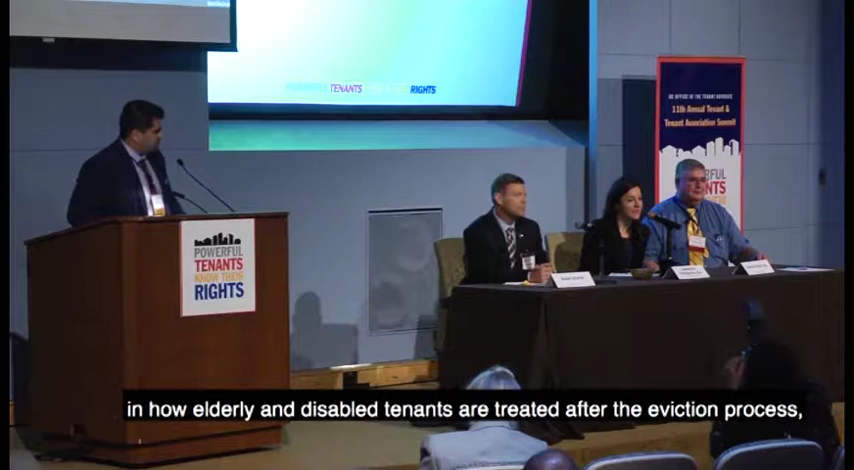 POWERFUL TENANTS KNOW THEIR RIGHTS
DC OFFICE OF THE TENANT ADVOCATE
11th Annual Tenant &
Tenant Association Summit
POWERFUL
TENANTS
POWERFUL
TENANTS
KNOW THEIR
RIGHTS
in how elderly and disabled tenants are treated after the eviction process,